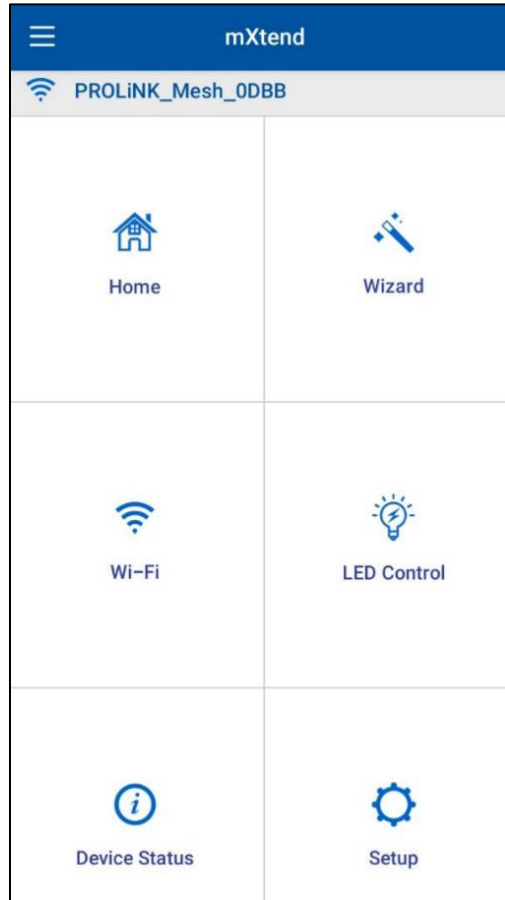 mXtend
PROLiNK_Mesh_0DBB
Home
Wizard
Wi-Fi
LED Control
Device Status
Setup